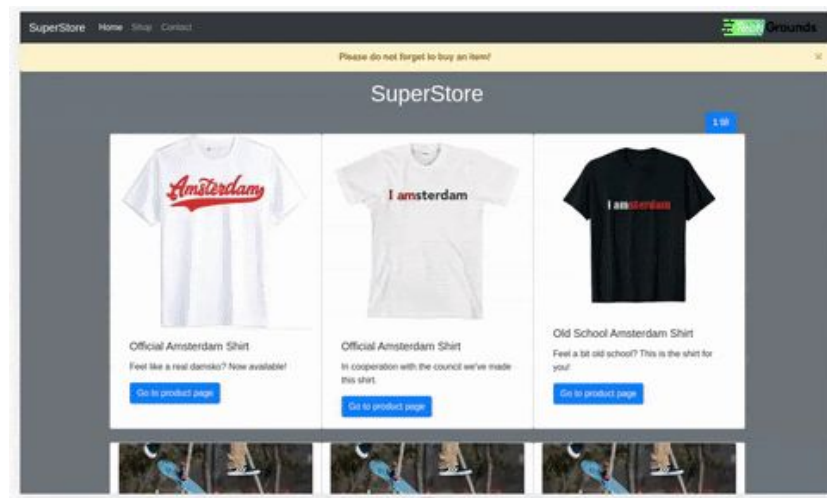 SuperStore Home Shop Contact
Tech Grounds
Please do not forget to buy an item! ×
SuperStore
1
Amsterdam
I amsterdam
I amsterdam
Official Amsterdam Shirt
Feel like a real damsko? Now available!
Go to product page
Official Amsterdam Shirt
In cooperation with the council we've made
this shirt.
Go to product page
Old School Amsterdam Shirt
Feel a bit old school? This is the shirt for
you!
Go to product page